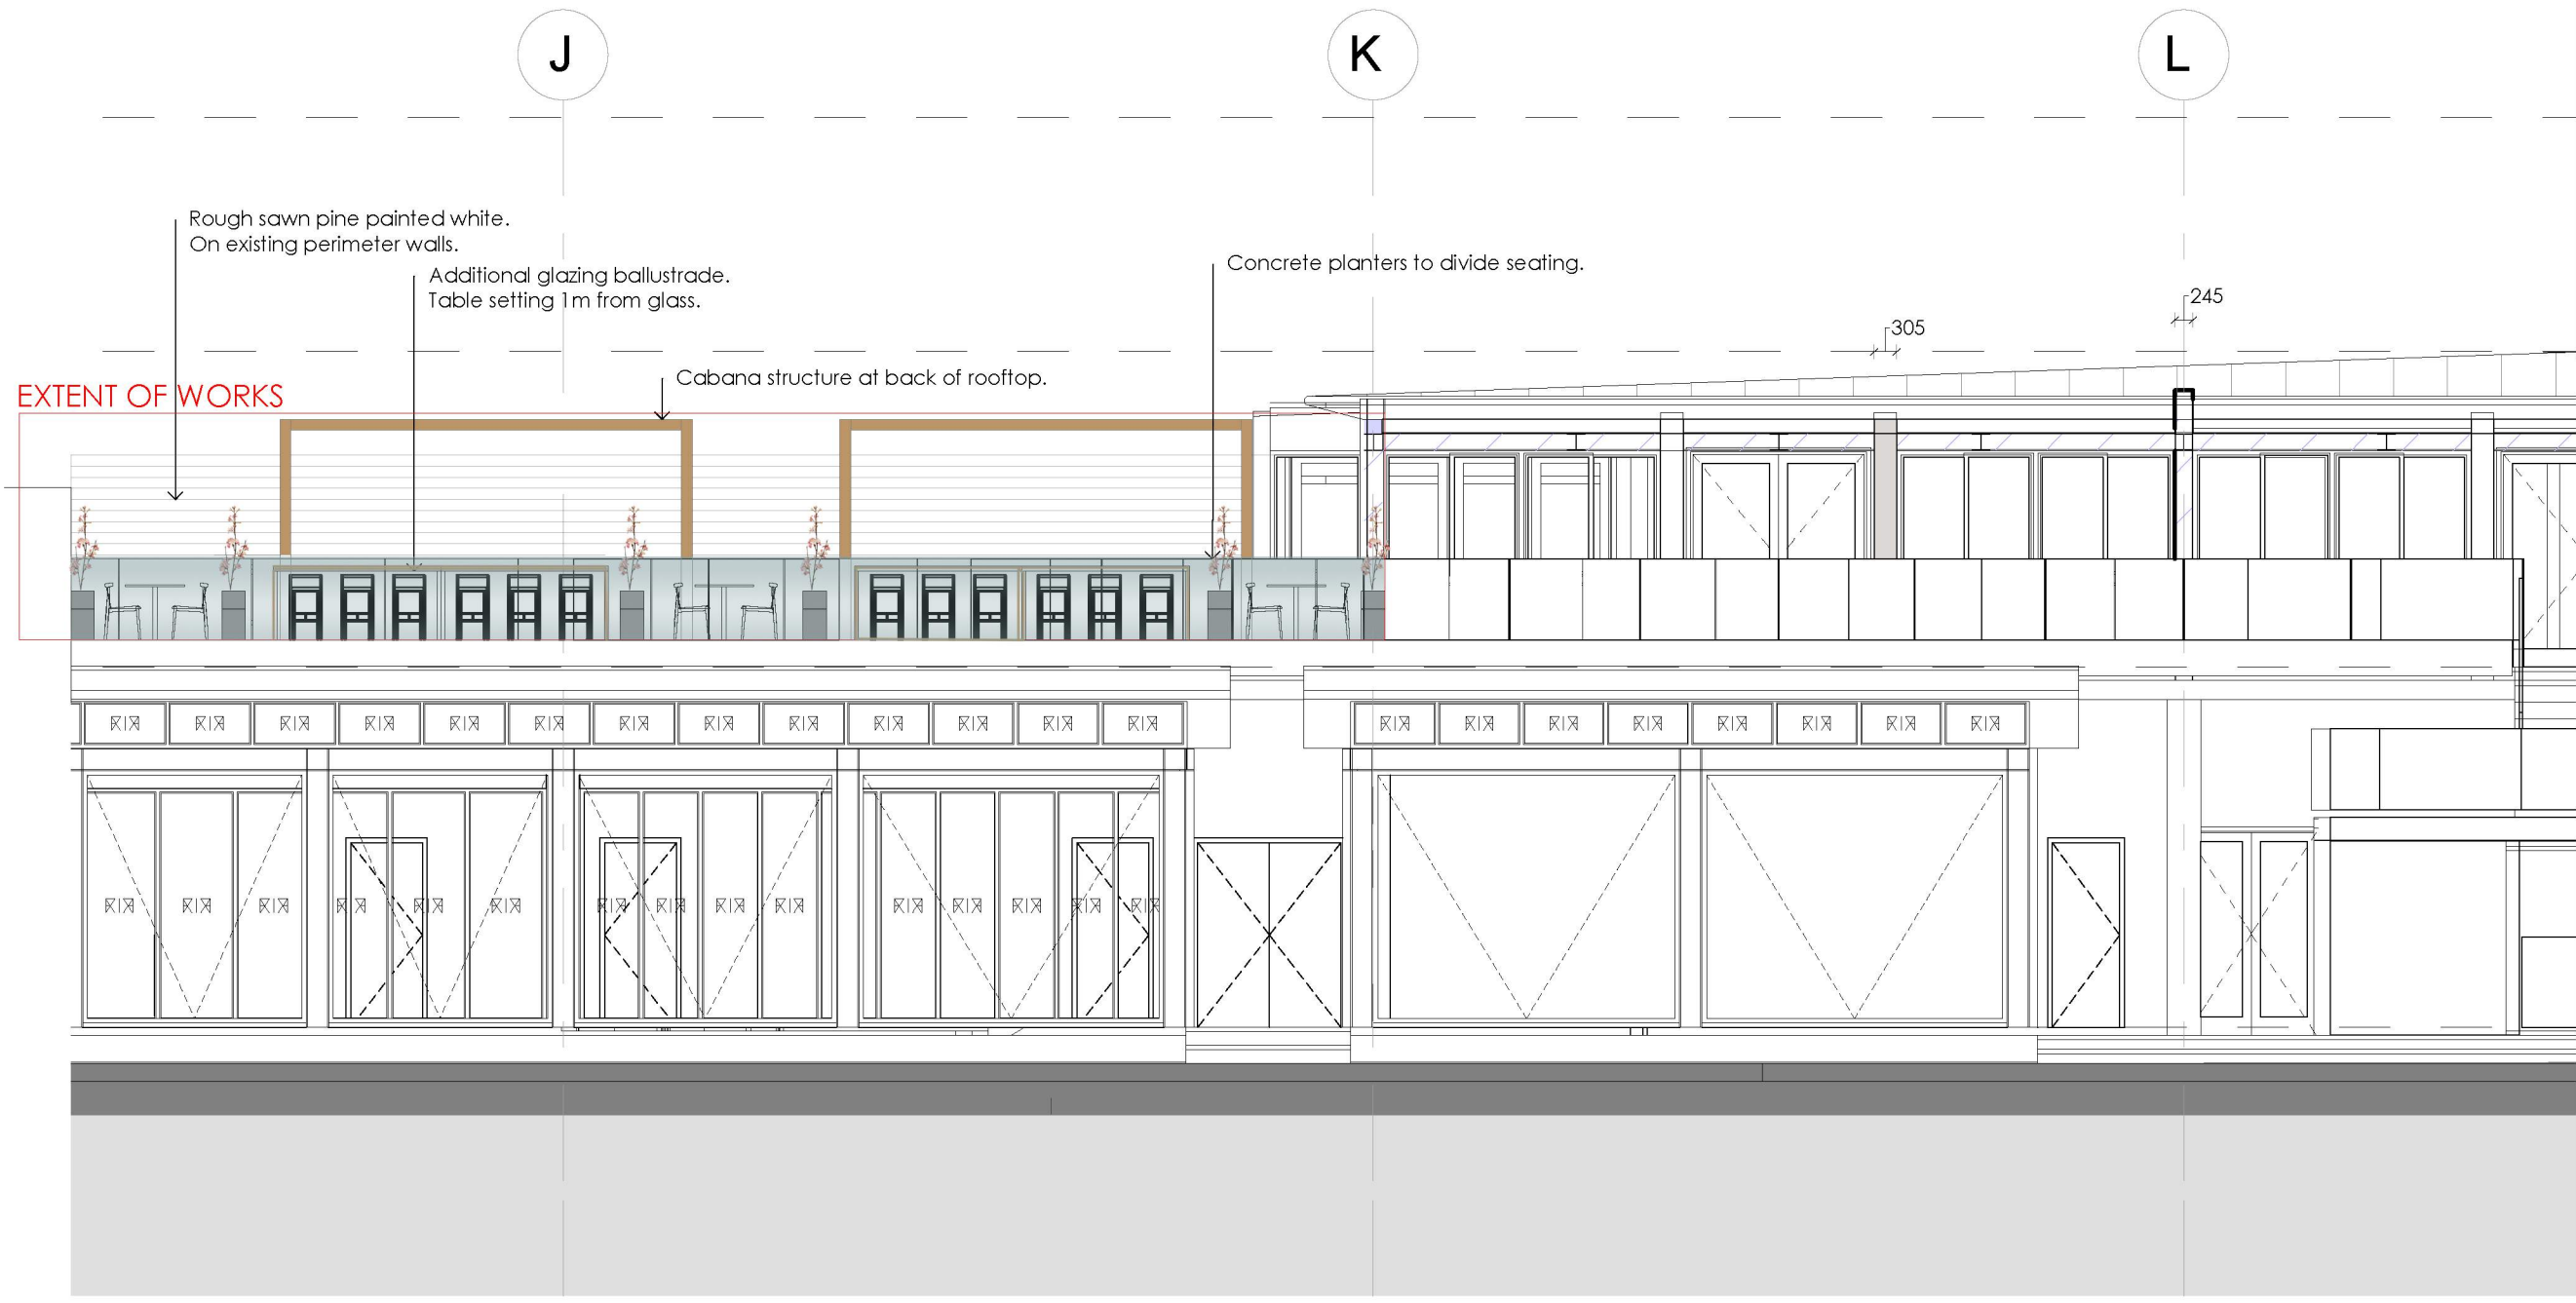 J
K
L
Rough sawn pine painted white.
On existing perimeter walls.
Additional glazing ballustrade.
Table setting 1m from glass.
Concrete planters to divide seating.
245
305
Cabana structure at back of rooftop.
EXTENT OF WORKS